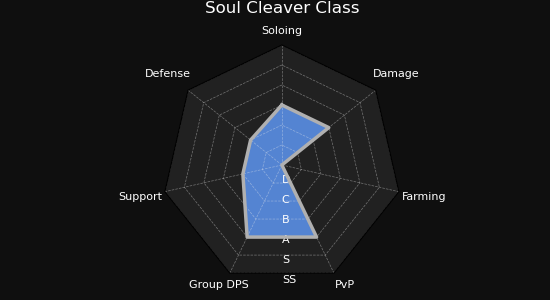 Soul Cleaver Class
Soloing
Defense
Damage
Support
Farming
D
C
B
A
S
SS
Group DPS
PvP